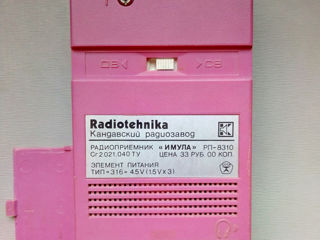 ДВ СВ
Radiotehnika
Кандавский радиозавод
РАДИОПРИЕМНИК "ИМУЛА" РП-8310
Сг2.021.040 ТУ ЦЕНА 33 РУБ. 00 КОП.
ЭЛЕМЕНТ ПИТАНИЯ
ТИП-316-4.5V (1.5V×3)